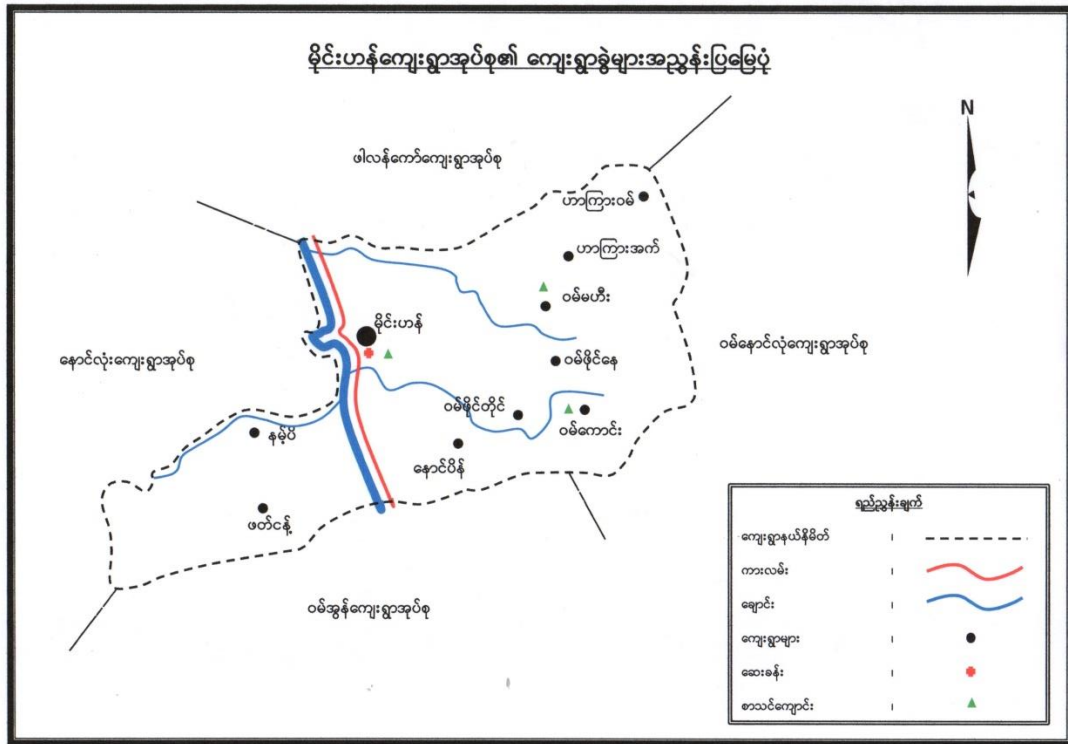 မိုင်းဟန်ကျေးရွာအုပ်စု၏ ကျေးရွာခွဲများအညွှန်းပြမြေပုံ
N
ဖါလန်ကော်ကျေးရွာအုပ်စု
ဟာကြားဝမ်
ဟာကြားအက်
ဝမ်မဟီး
မိုင်းဟန်
နောင်လုံးကျေးရွာအုပ်စု
ဝမ်နောင်လုံကျေးရွာအုပ်စု
ဝမ်ဖိုင်နေ
ဝမ်ဖိုင်တိုင်
ဝမ်ကောင်း
နမ့်ပိ
နောင်ပိန်
ဖတ်ငန့်
ဝမ်အွန်ကျေးရွာအုပ်စု
ရည်ညွှန်းချက်
ကျေးရွာနယ်နိမိတ် ၊
ကားလမ်း ၊
ချောင်း ၊
ကျေးရွာများ ၊
ဆေးခန်း ၊
စာသင်ကျောင်း ၊